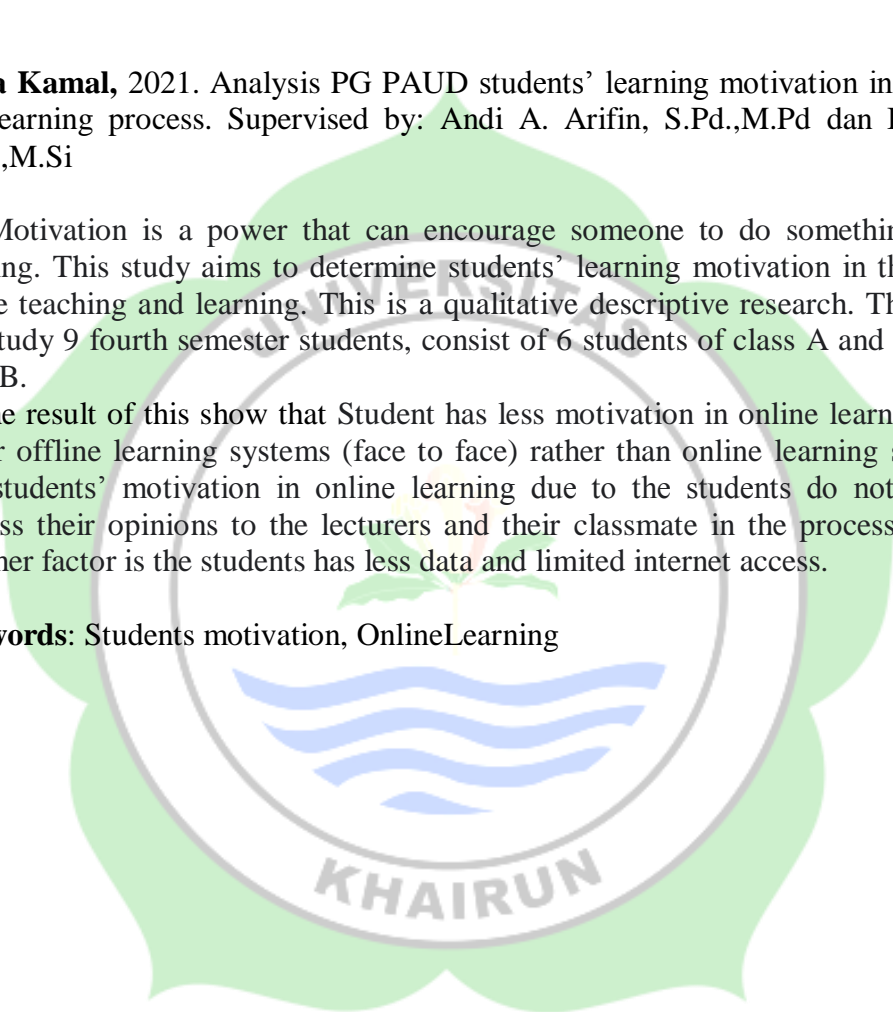 a Kamal, 2021. Analysis PG PAUD students’ learning motivation in
earning process. Supervised by: Andi A. Arifin, S.Pd.,M.Pd dan
.,M.Si
Motivation is a power that can encourage someone to do somethin
ng. This study aims to determine students’ learning motivation in th
e teaching and learning. This is a qualitative descriptive research. Th
study 9 fourth semester students, consist of 6 students of class A and
B.
he result of this show that Student has less motivation in online learn
r offline learning systems (face to face) rather than online learning s
students’ motivation in online learning due to the students do not
ss their opinions to the lecturers and their classmate in the process
her factor is the students has less data and limited internet access.
words: Students motivation, OnlineLearning
UNIVERSITAS
KHAIRUN